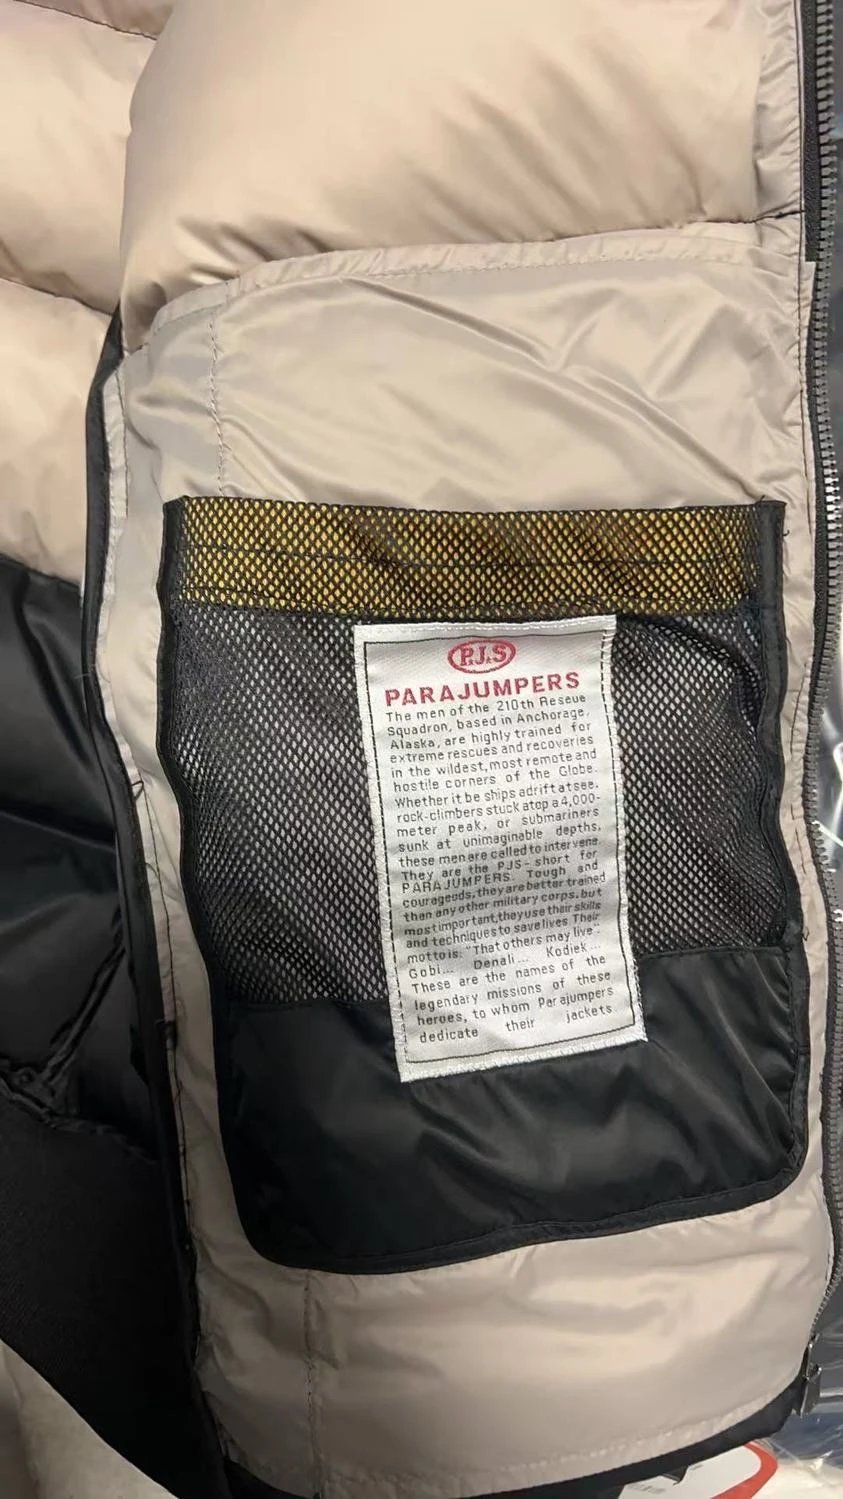 P.J.S
PARAJUMPERS
The men of the 210th Reseue
Squadron, based in Anchorage,
Alaska, are highly trained for
extreme rescues and recoveries
in the wildest, most remote and
hostile corners of the Globe.
Whether it be ships adrift at see,
rock-climbers stuck atop a 4,000-
meter peak, or submariners
sunk at unimaginable depths,
these men are called to intervene.
They are the PJS - short for
PARAJUMPERS. Tough and
courageods, they are better trained
than any other military corps, but
most important, they use their skills
and techniques to save lives Their
motto is: "That others may live".
Gobi... Denali... Kodiek...
These are the names of the
legendary missions of these
heroes, to whom Parajumpers
dedicate their jackets